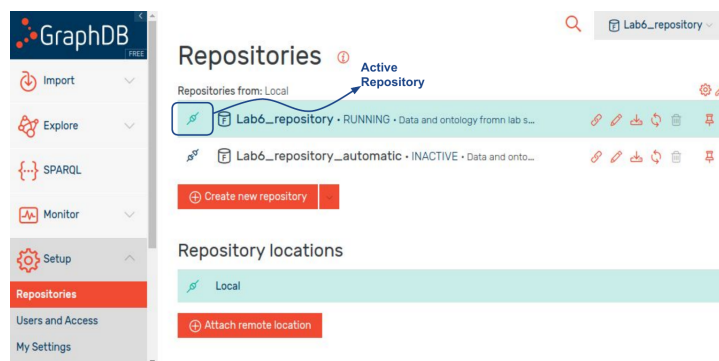 GraphDB
FREE
Import
Explore
SPARQL
Monitor
Setup
Repositories
Users and Access
My Settings
Lab6_repository
Repositories
Active
Repository
Repositories from: Local
Lab6_repository • RUNNING • Data and ontology fromn lab s...
Lab6_repository_automatic • INACTIVE • Data and onto...
Create new repository
Repository locations
Local
Attach remote location